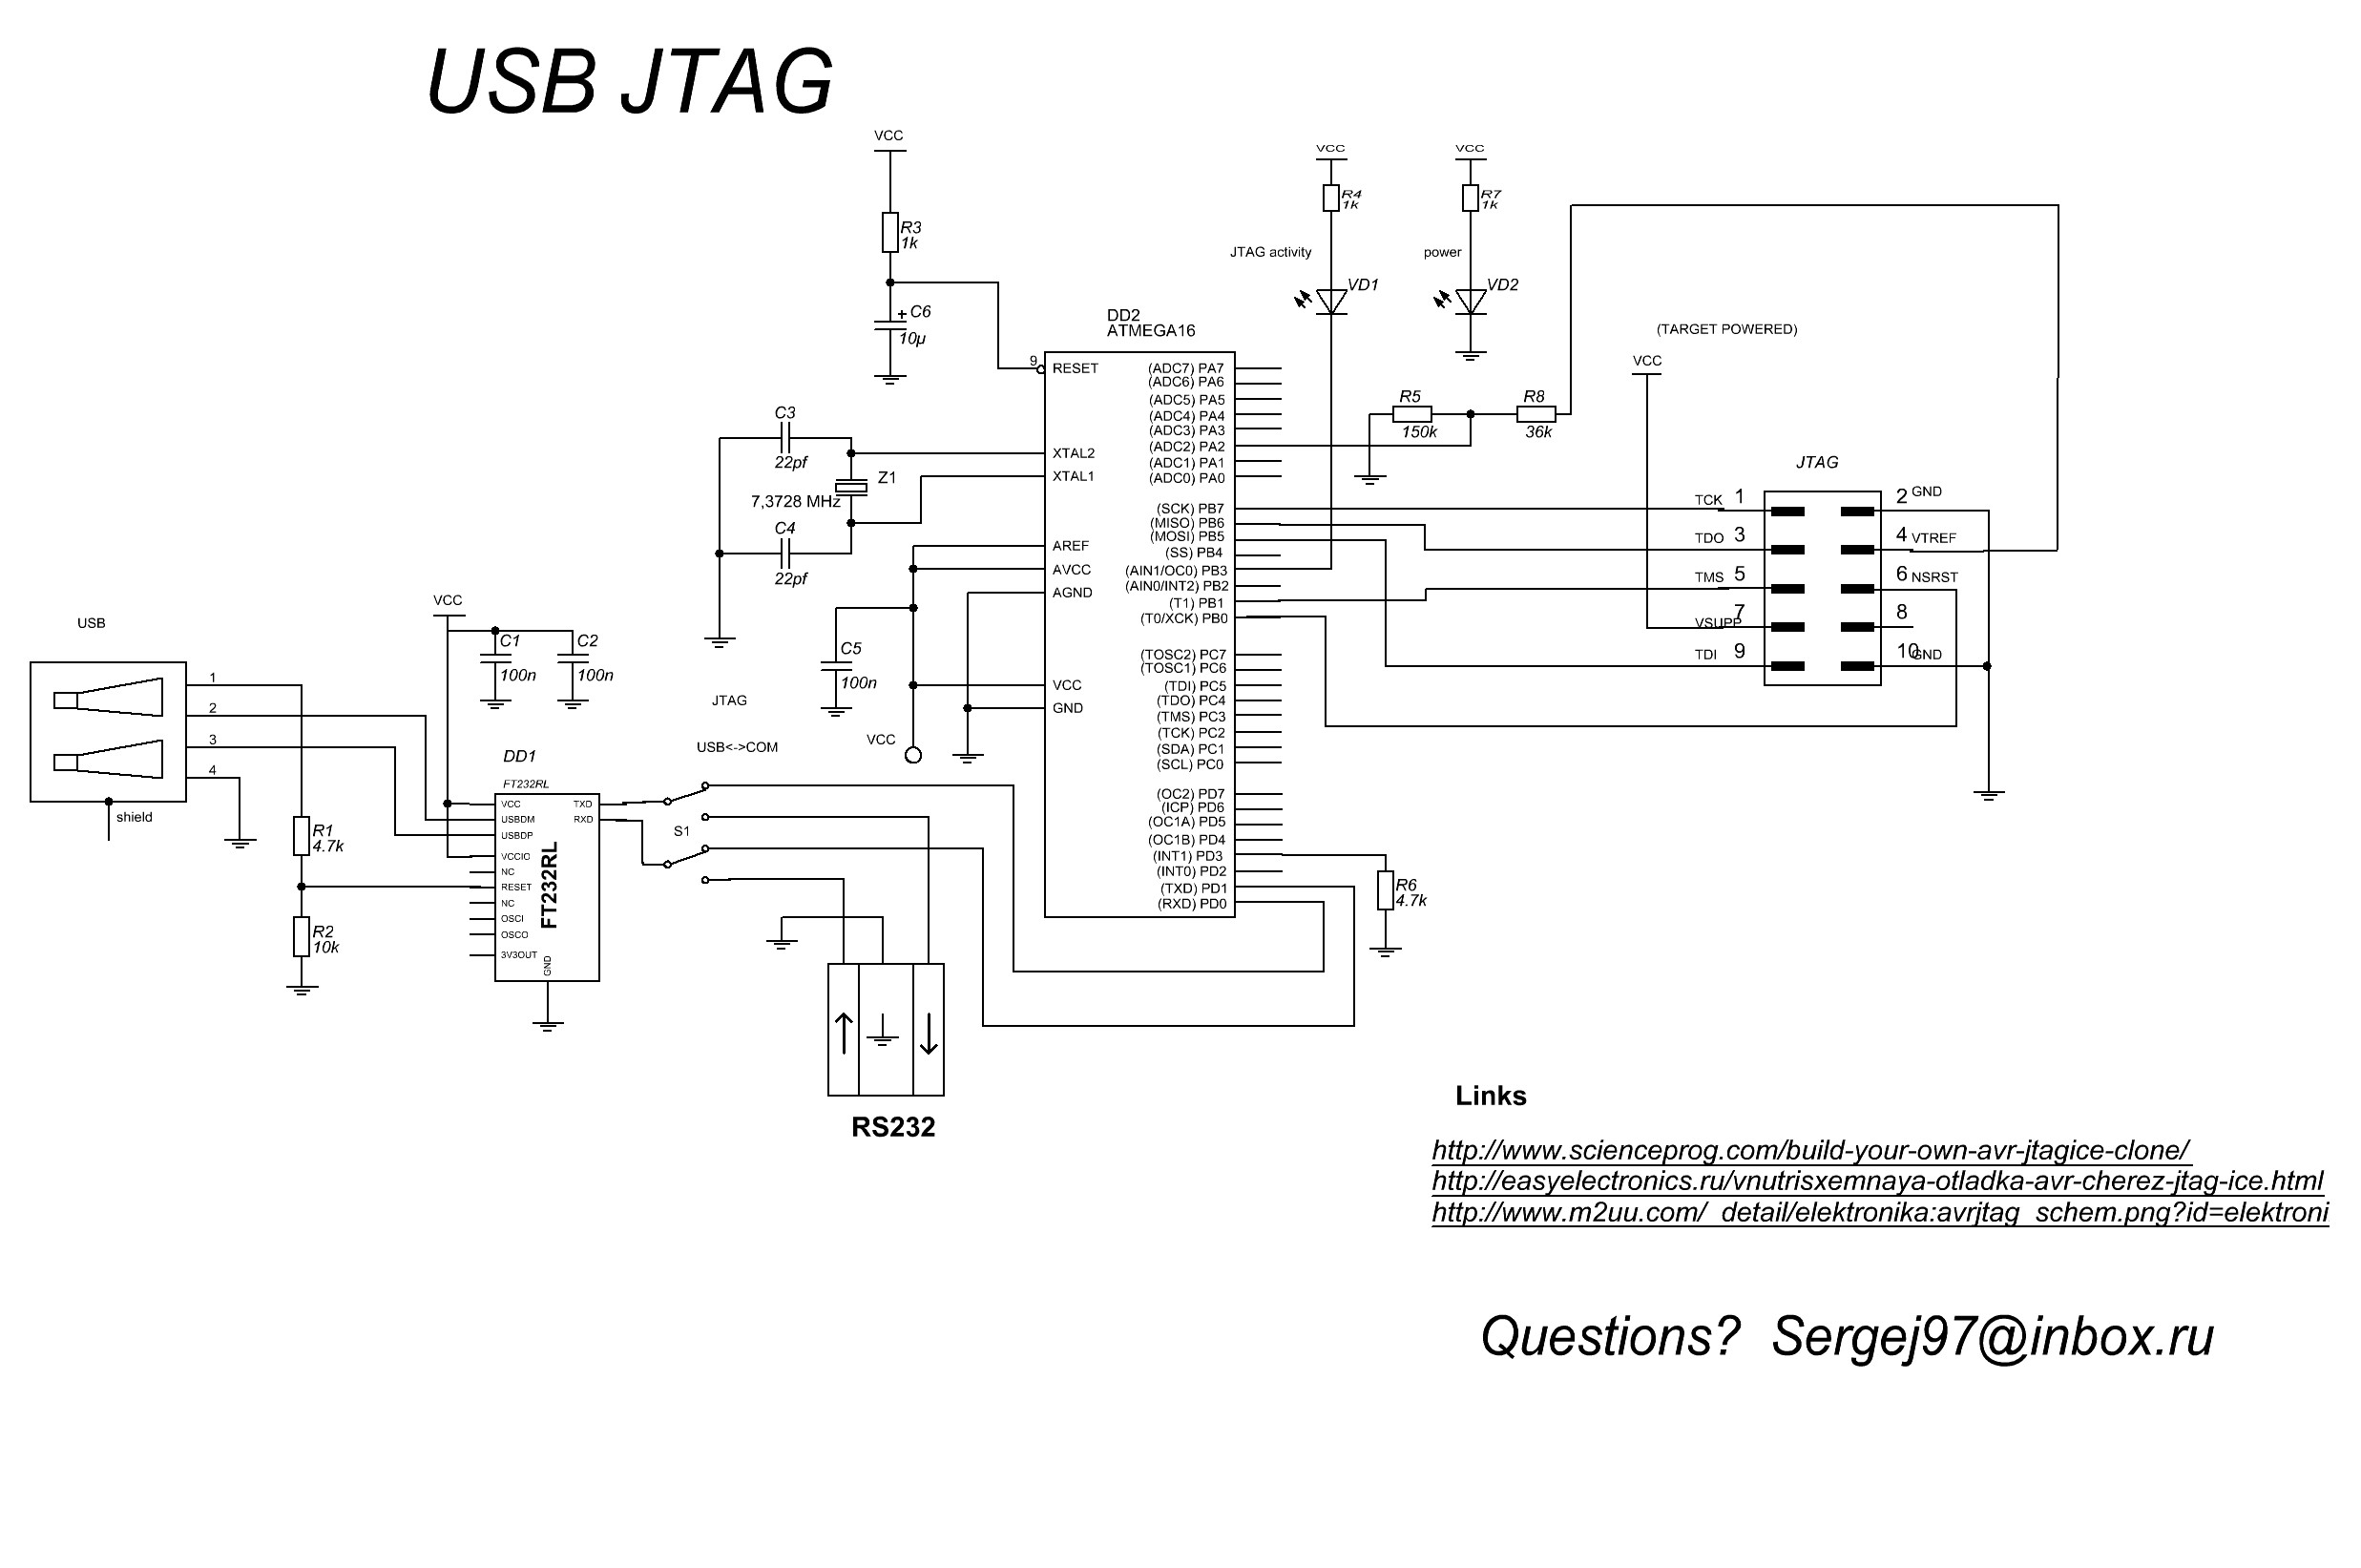 USB JTAG
VCC
R3
1k
+ C6
10µ
VCC
R4
1k
JTAG activity
VD1
VCC
R7
1k
power
VD2
(TARGET POWERED)
VCC
R5
150k
R8
36k
DD2
ATMEGA16
9
RESET
XTAL2
XTAL1
AREF
AVCC
AGND
VCC
GND
(ADC7) PA7
(ADC6) PA6
(ADC5) PA5
(ADC4) PA4
(ADC3) PA3
(ADC2) PA2
(ADC1) PA1
(ADC0) PA0
(SCK) PB7
(MISO) PB6
(MOSI) PB5
(SS) PB4
(AIN1/OC0) PB3
(AIN0/INT2) PB2
(T1) PB1
(T0/XCK) PB0
(TOSC2) PC7
(TOSC1) PC6
(TDI) PC5
(TDO) PC4
(TMS) PC3
(TCK) PC2
(SDA) PC1
(SCL) PC0
(OC2) PD7
(ICP) PD6
(OC1A) PD5
(OC1B) PD4
(INT1) PD3
(INT0) PD2
(TXD) PD1
(RXD) PD0
C3
22pf
Z1
7,3728 MHz
C4
22pf
C5
100n
VCC
JTAG
TCK 1
TDO 3
TMS 5
VSUPP 7
TDI 9
2 GND
4 VTREF
6 NSRST
8
10 GND
R6
4.7k
USB
1
2
3
4
shield
VCC
C1
100n
C2
100n
R1
4.7k
R2
10k
DD1
FT232RL
VCC
USBDM
USBDP
VCCIO
NC
RESET
NC
OSCI
OSCO
3V3OUT
TXD
RXD
GND
FT232RL
JTAG
USB<->COM
S1
RS232
Links
http://www.scienceprog.com/build-your-own-avr-jtagice-clone/
http://easyelectronics.ru/vnutrisxemnaya-otladka-avr-cherez-jtag-ice.html
http://www.m2uu.com/_detail/elektronika:avrjtag_schem.png?id=elektroni
Questions? Sergej97@inbox.ru